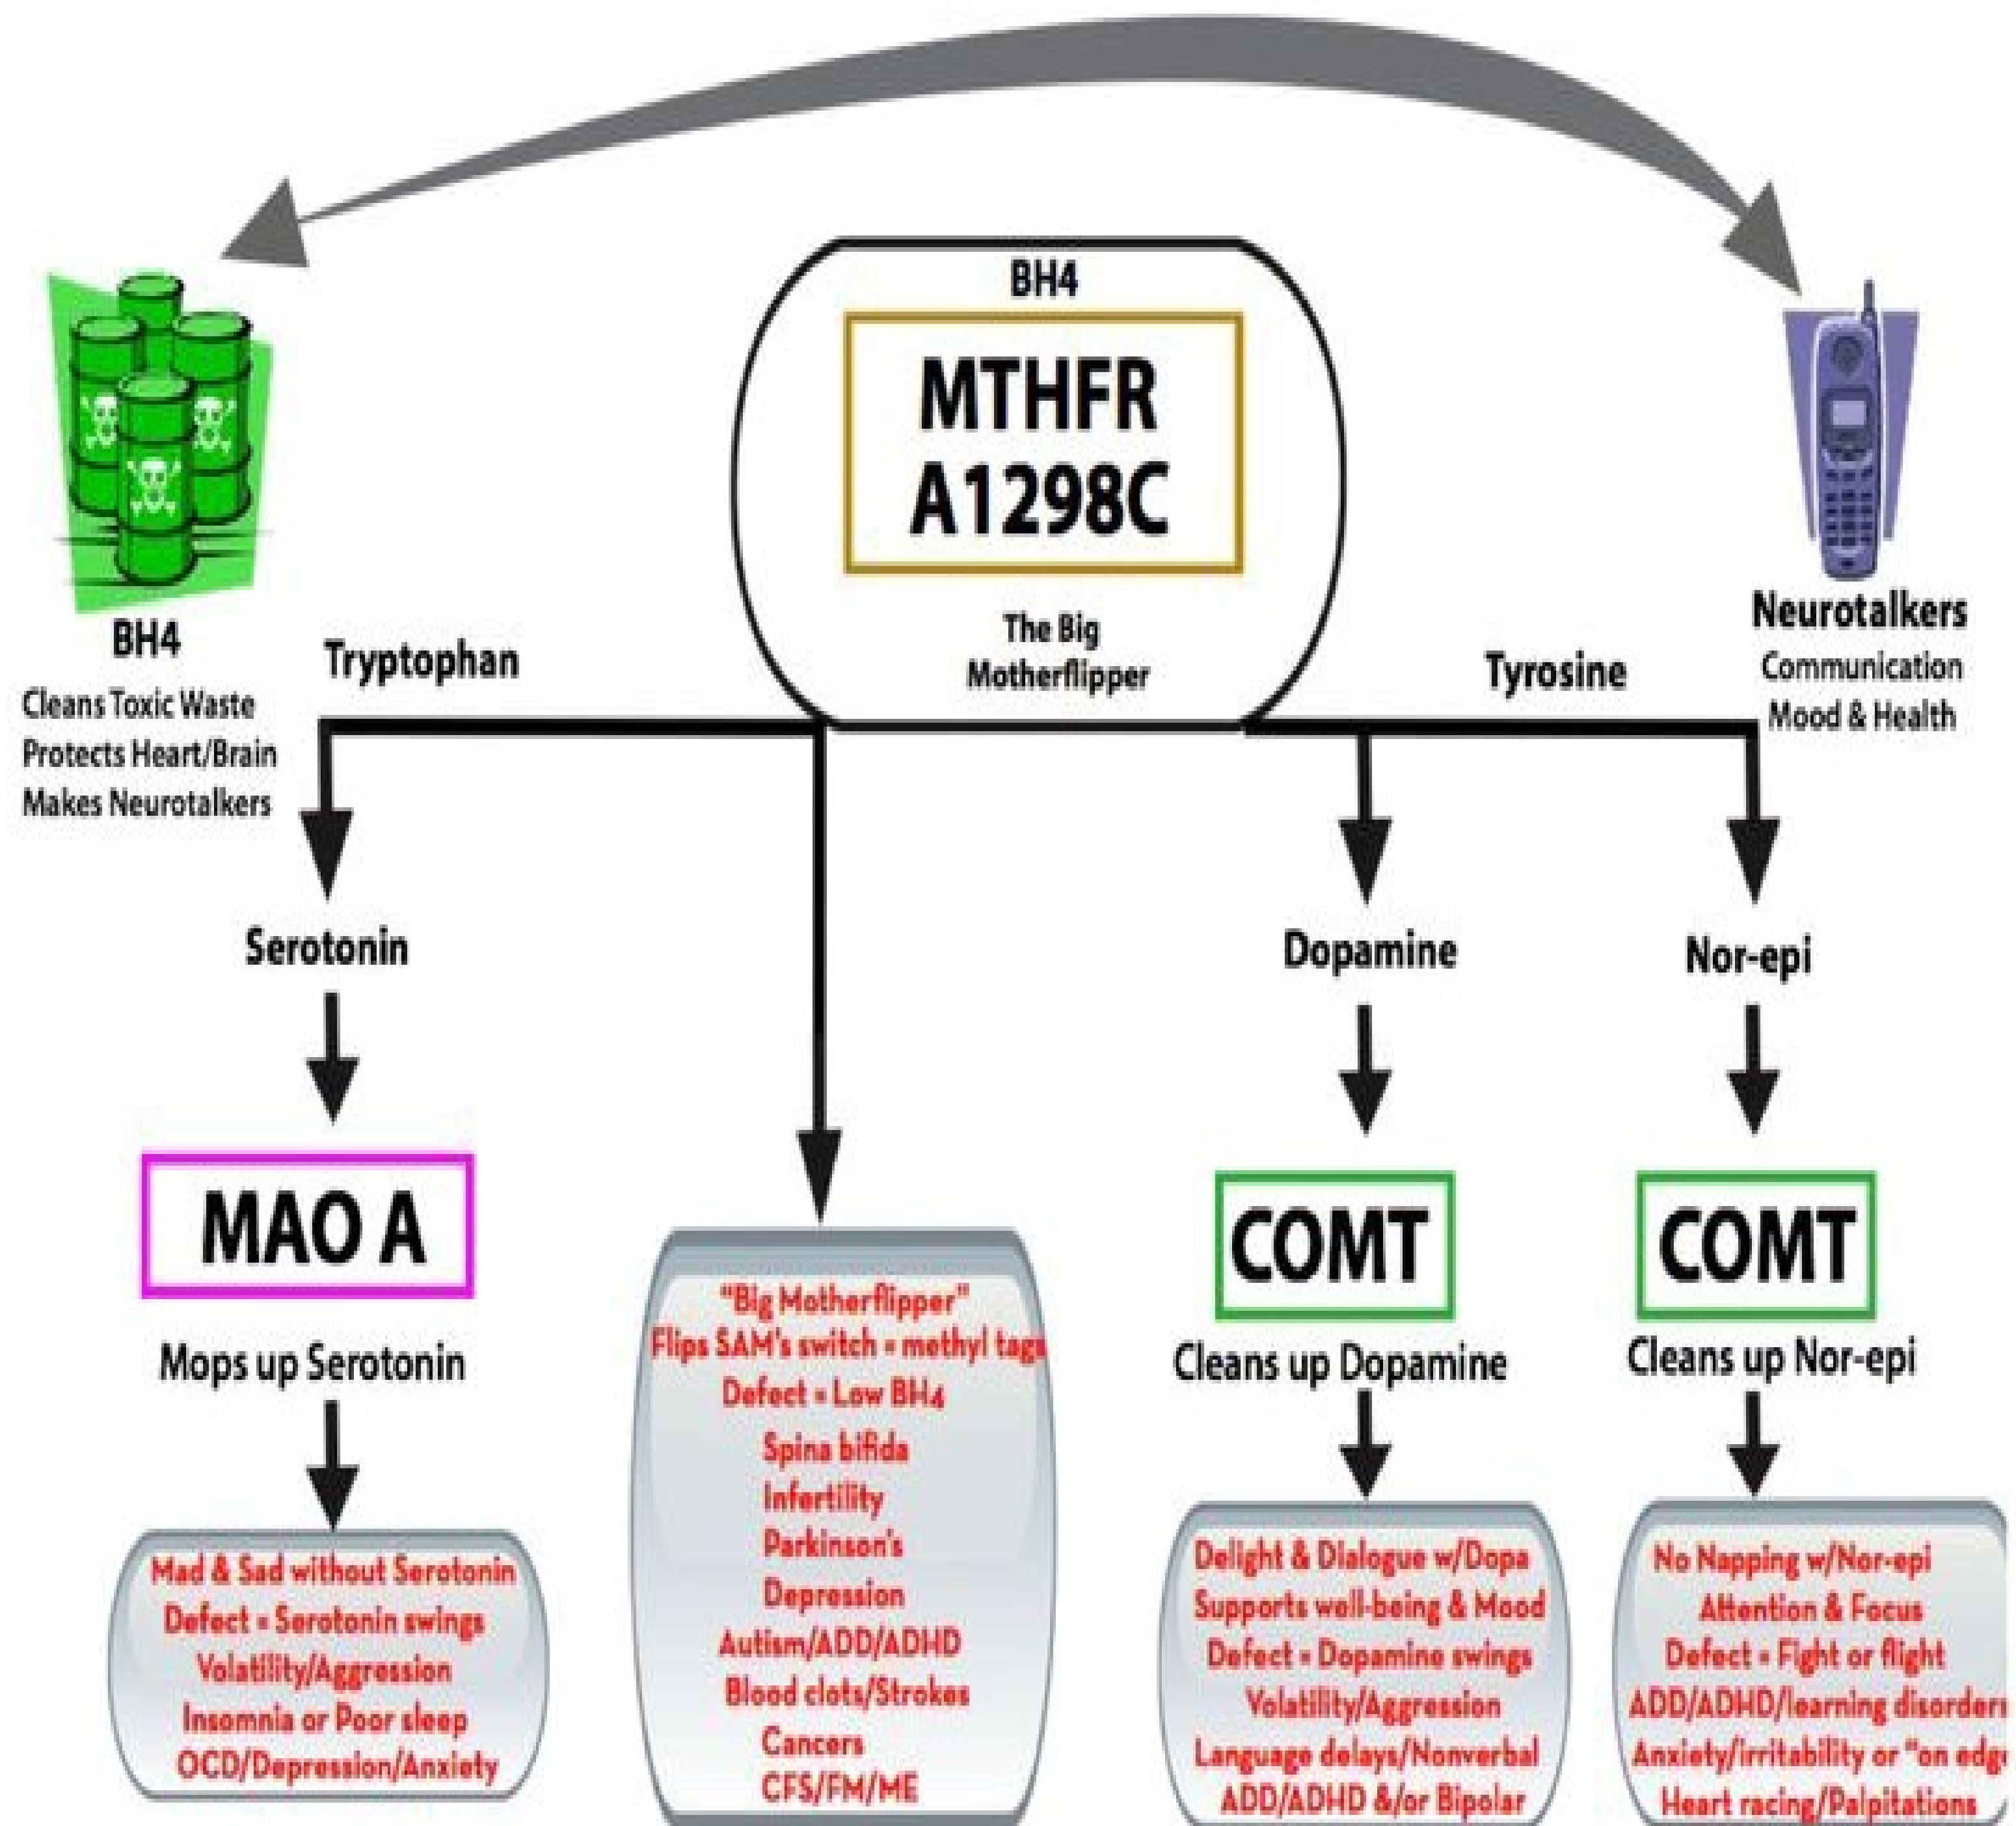 BH4
MTHFR
A1298C
The Big
Motherflipper
BH4
Cleans Toxic Waste
Protects Heart/Brain
Makes Neurotalkers
Tryptophan
Tyrosine
Neurotalkers
Communication
Mood & Health
Serotonin
Dopamine
Nor-epi
MAO A
Mops up Serotonin
COMT
Cleans up Dopamine
COMT
Cleans up Nor-epi
Mad & Sad without Serotonin
Defect = Serotonin swings
Volatility/Aggression
Insomnia or Poor sleep
OCD/Depression/Anxiety
"Big Motherflipper"
Flips SAM's switch = methyl tags
Defect = Low BH4
Spina bifida
Infertility
Parkinson's
Depression
Autism/ADD/ADHD
Blood clots/Strokes
Cancers
CFS/FM/ME
Delight & Dialogue w/Dopa
Supports well-being & Mood
Defect = Dopamine swings
Volatility/Aggression
Language delays/Nonverbal
ADD/ADHD &/or Bipolar
No Napping w/Nor-epi
Attention & Focus
Defect = Fight or flight
ADD/ADHD/learning disorders
Anxiety/irritability or "on edge
Heart racing/Palpitations